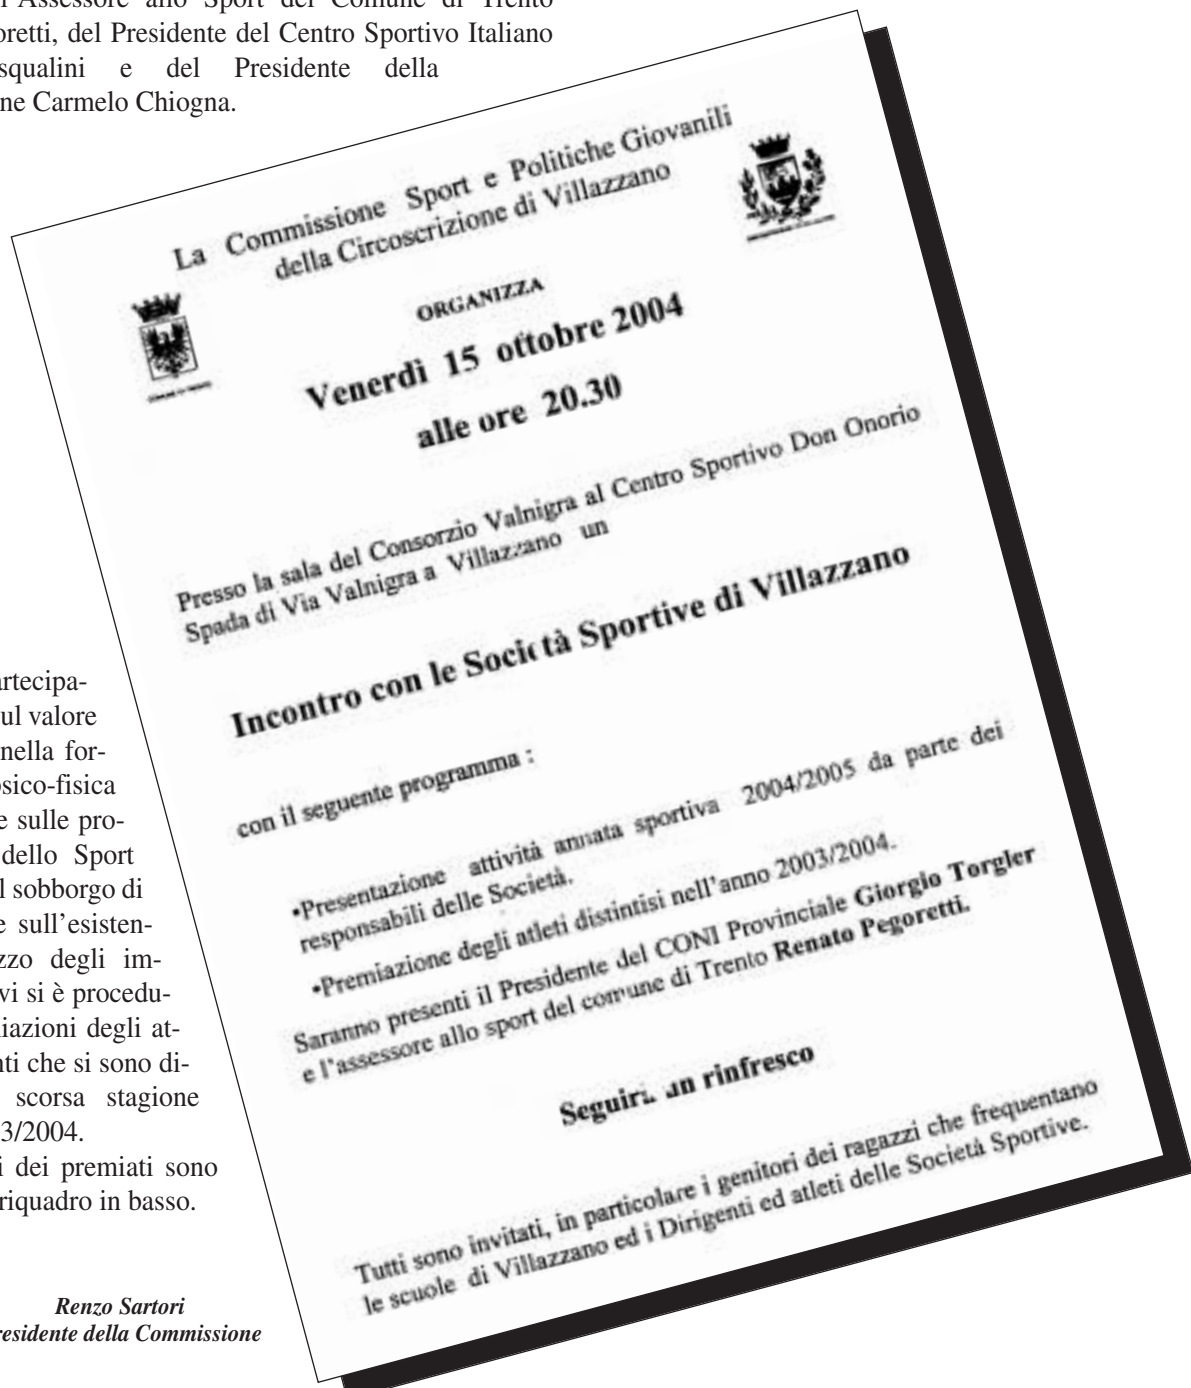 Assessore allo Sport del Comune di Trento
oretti, del Presidente del Centro Sportivo Italiano
squalini e del Presidente della
ne Carmelo Chiogna.
La Commissione Sport e Politiche Giovanili
della Circoscrizione di Villazzano
ORGANIZZA
Venerdì 15 ottobre 2004
alle ore 20.30
Presso la sala del Consorzio Valnigra al Centro Sportivo Don Onorio
Spada di Via Valnigra a Villazzano un
Incontro con le Società Sportive di Villazzano
con il seguente programma :
•Presentazione attività annata sportiva 2004/2005 da parte dei
responsabili delle Società.
•Premiazione degli atleti distintisi nell'anno 2003/2004.
Saranno presenti il Presidente del CONI Provinciale Giorgio Torgler
e l'assessore allo sport del comune di Trento Renato Pegoretti.
Seguirà un rinfresco
Tutti sono invitati, in particolare i genitori dei ragazzi che frequentano
le scuole di Villazzano ed i Dirigenti ed atleti delle Società Sportive.
artecipa-
ul valore
nella for-
sico-fisica
e sulle pro-
dello Sport
l sobborgo di
e sull'esisten-
zzo degli im-
vi si è procedu-
iazioni degli at-
nti che si sono di-
scorsa stagione
3/2004.
i dei premiati sono
riquadro in basso.
Renzo Sartori
residente della Commissione